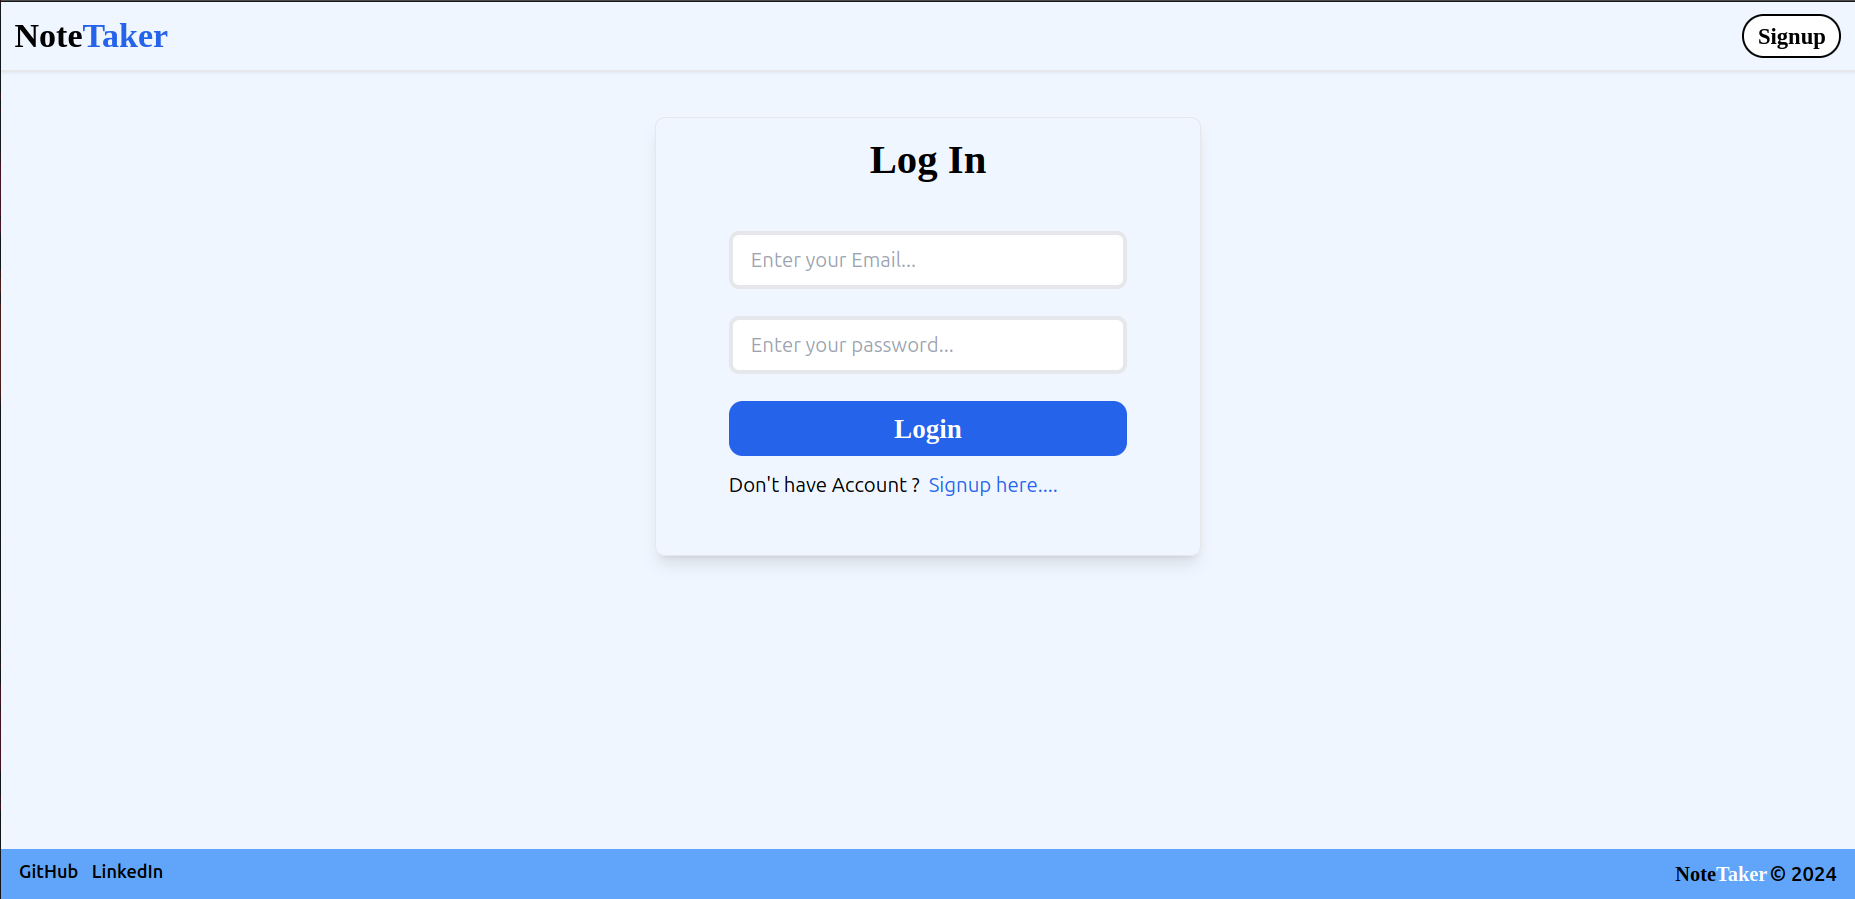 NoteTaker
Signup
Log In
Enter your Email...
Enter your password...
Login
Don't have Account ? Signup here....
GitHub LinkedIn
NoteTaker © 2024